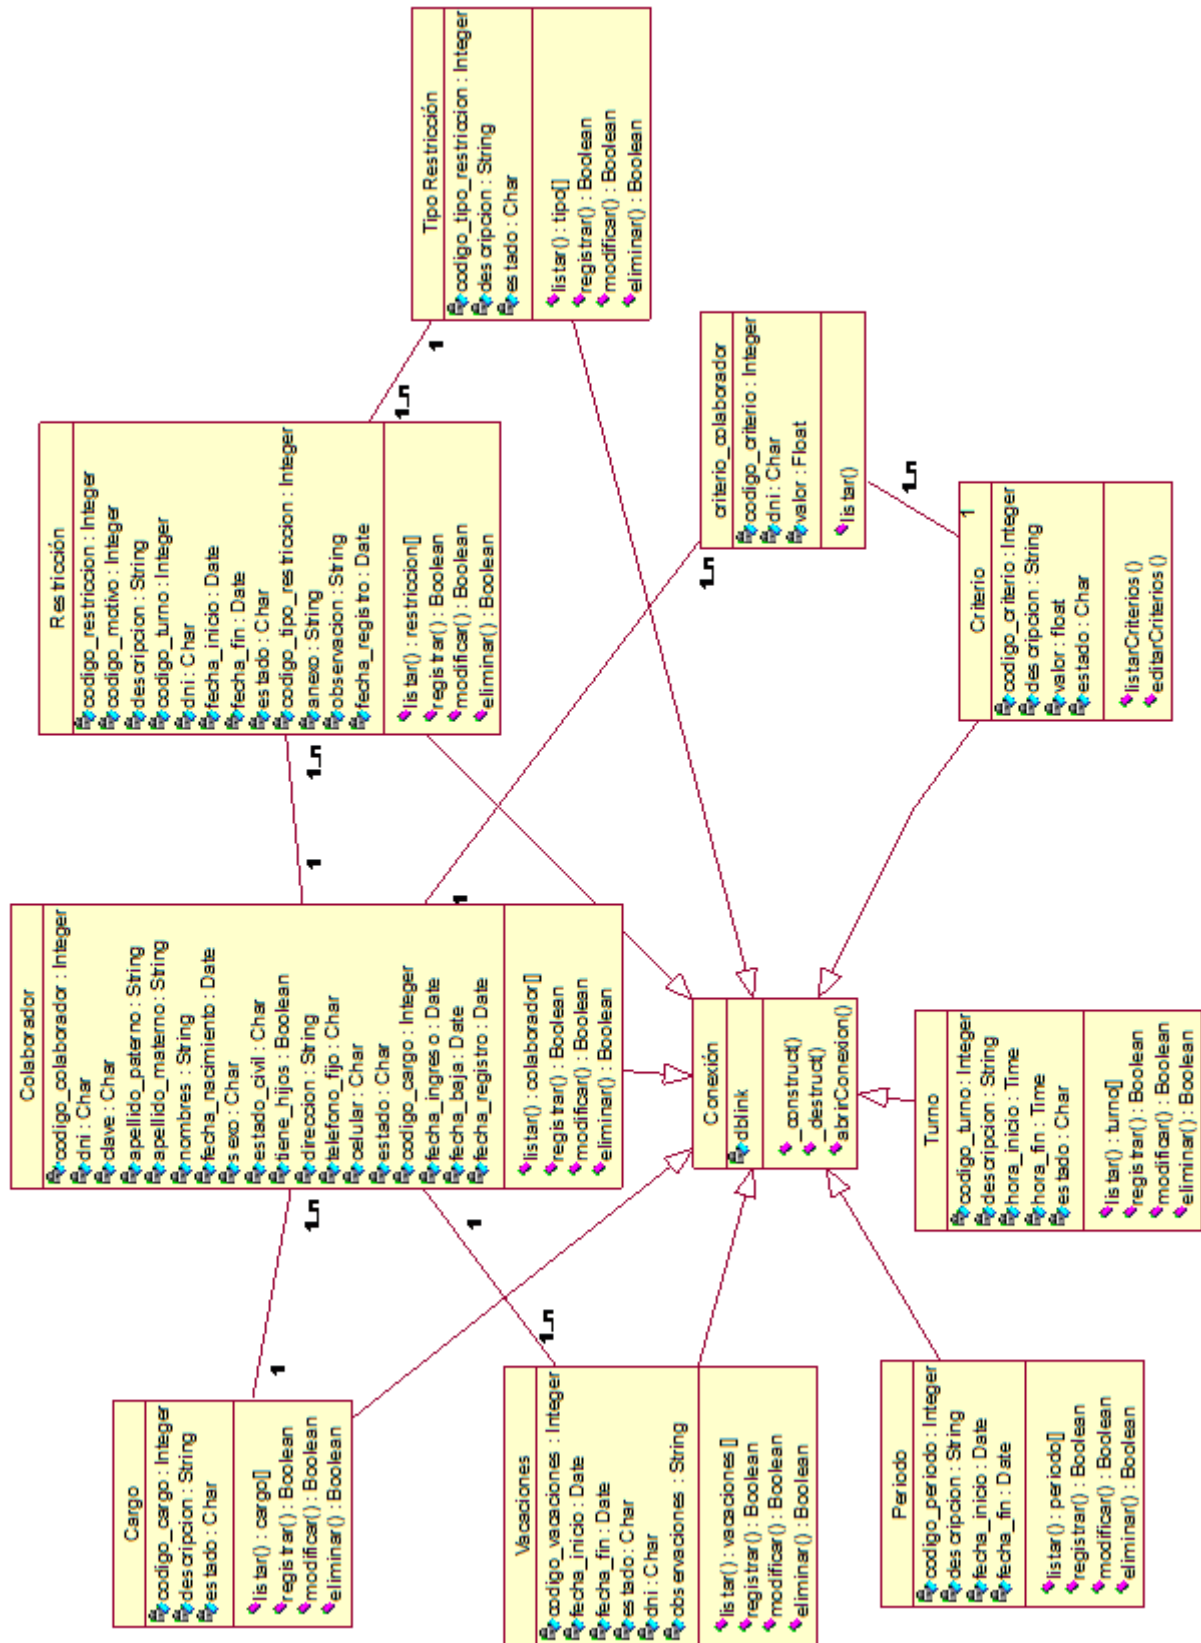 Cargo
codigo_cargo : Integer
descripcion : String
estado : Char
listar() : cargo[]
registrar() : Boolean
modificar() : Boolean
eliminar() : Boolean
1
1..n
Colaborador
codigo_colaborador : Integer
dni : Char
clave : Char
apellido_paterno : String
apellido_materno : String
nombres : String
fecha_nacimiento : Date
sexo : Char
estado_civil : Char
tiene_hijos : Boolean
direccion : String
telefono_fijo : Char
celular : Char
estado : Char
codigo_cargo : Integer
fecha_ingreso : Date
fecha_baja : Date
fecha_registro : Date
listar() : colaborador[]
registrar() : Boolean
modificar() : Boolean
eliminar() : Boolean
1
1..n
Restricción
codigo_restriccion : Integer
codigo_motivo : Integer
descripcion : String
codigo_turno : Integer
dni : Char
fecha_inicio : Date
fecha_fin : Date
estado : Char
codigo_tipo_restriccion : Integer
anexo : String
observacion : String
fecha_registro : Date
listar() : restriccion[]
registrar() : Boolean
modificar() : Boolean
eliminar() : Boolean
1..n
1
Tipo Restricción
codigo_tipo_restriccion : Integer
descripcion : String
estado : Char
listar() : tipo[]
registrar() : Boolean
modificar() : Boolean
eliminar() : Boolean
1
1..n
1
1..n
Vacaciones
codigo_vacaciones : Integer
fecha_inicio : Date
fecha_fin : Date
estado : Char
dni : Char
observaciones : String
listar() : vacaciones[]
registrar() : Boolean
modificar() : Boolean
eliminar() : Boolean
Conexión
dblink
_construct()
_destruct()
abrirConexion()
criterio_colaborador
codigo_criterio : Integer
dni : Char
valor : Float
listar()
1..n
Periodo
codigo_periodo : Integer
descripcion : String
fecha_inicio : Date
fecha_fin : Date
listar() : periodo[]
registrar() : Boolean
modificar() : Boolean
eliminar() : Boolean
Turno
codigo_turno : Integer
descripcion : String
hora_inicio : Time
hora_fin : Time
estado : Char
listar() : turno[]
registrar() : Boolean
modificar() : Boolean
eliminar() : Boolean
Criterio
1
codigo_criterio : Integer
descripcion : String
valor : float
estado : Char
listarCriterios()
editarCriterios()